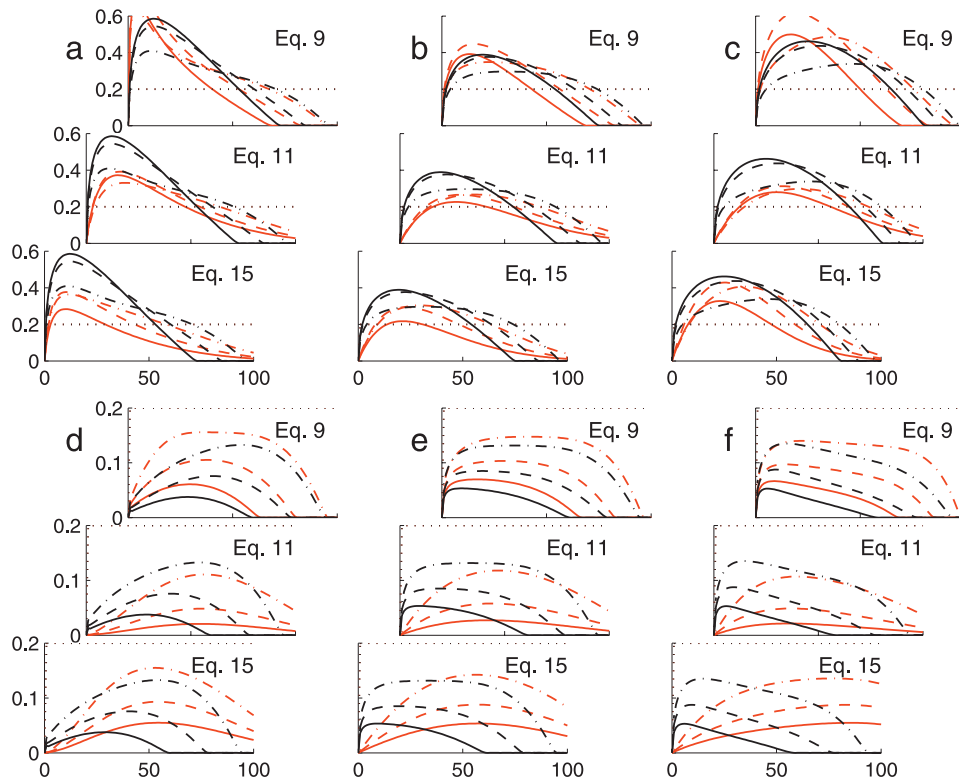 0.6 a Eq. 9 b Eq. 9 c Eq. 9
0.4
0.2
0
0.6 Eq. 11 Eq. 11 Eq. 11
0.4
0.2
0
0.6 Eq. 15 Eq. 15 Eq. 15
0.4
0.2
0
0 50 100 0 50 100 0 50 100
0.2 d Eq. 9 e Eq. 9 f Eq. 9
0.1
0
0.2 Eq. 11 Eq. 11 Eq. 11
0.1
0
0.2 Eq. 15 Eq. 15 Eq. 15
0.1
0
0 50 100 0 50 100 0 50 100